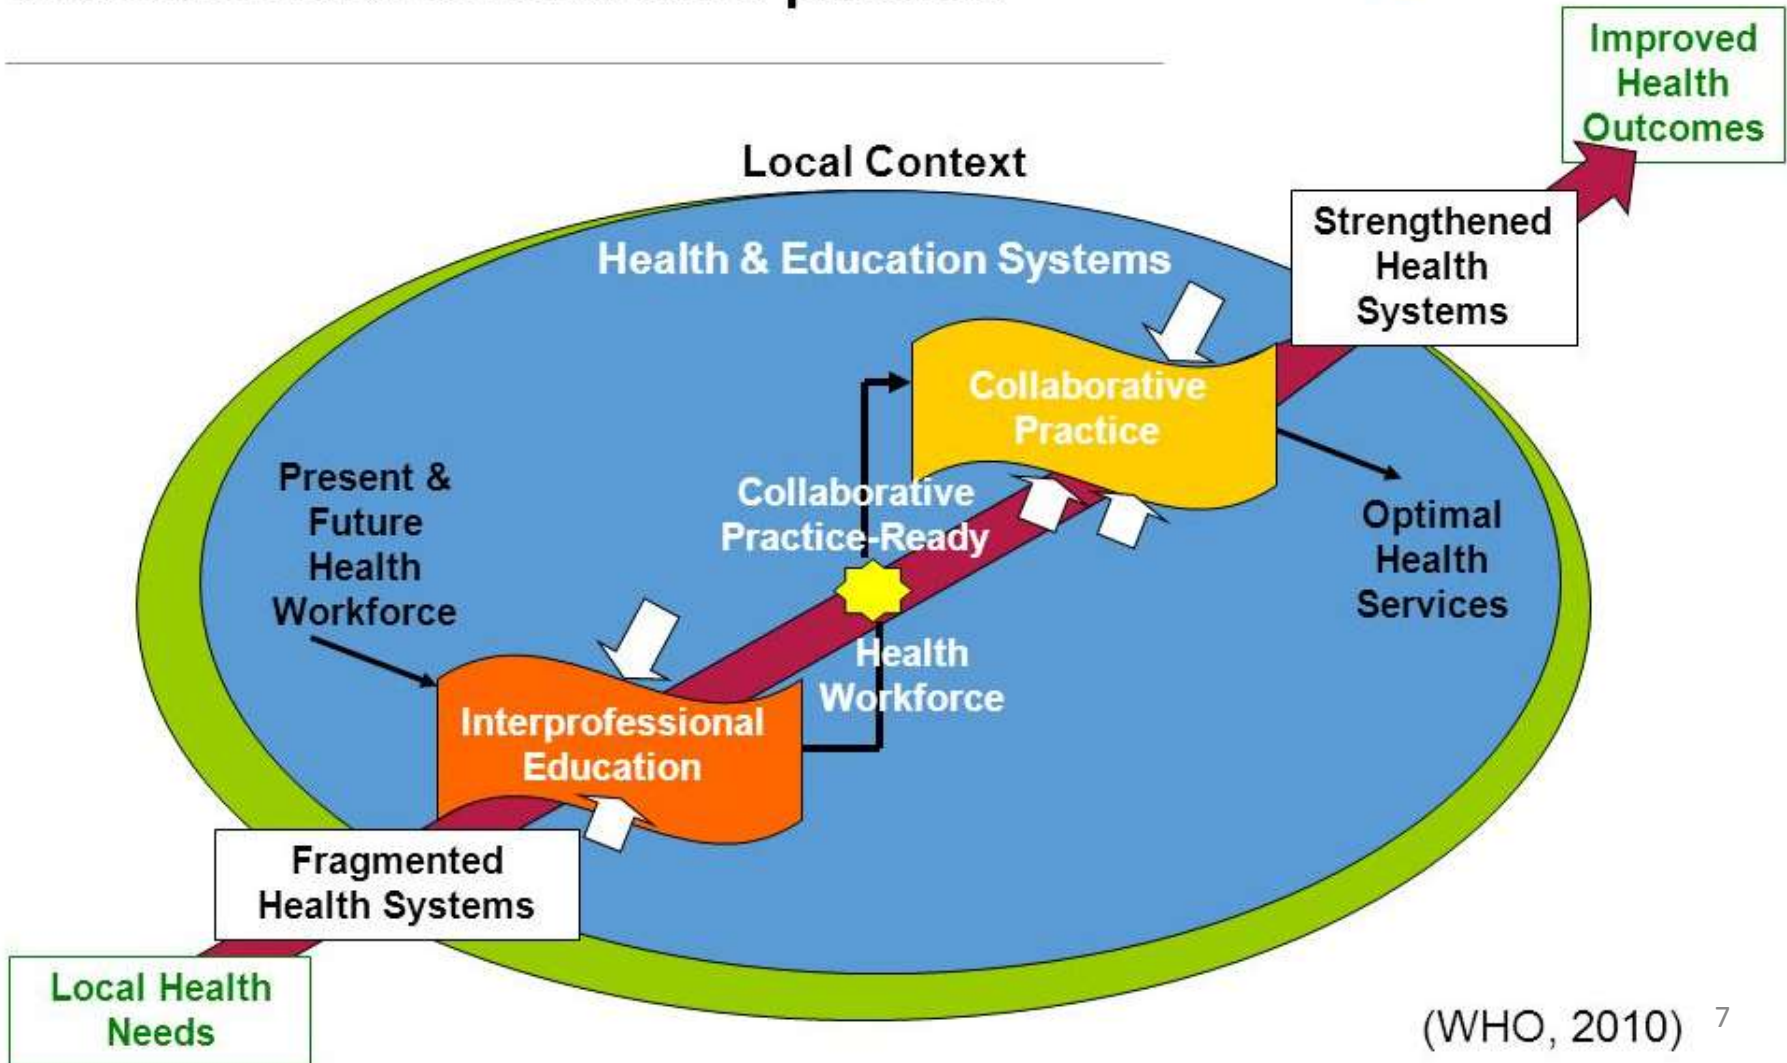 Improved
Health
Outcomes
Local Context
Strengthened
Health
Systems
Health & Education Systems
Collaborative
Practice
Present &
Future
Health
Workforce
Collaborative
Practice-Ready
Optimal
Health
Services
Health
Workforce
Interprofessional
Education
Fragmented
Health Systems
Local Health
Needs
(WHO, 2010)
7